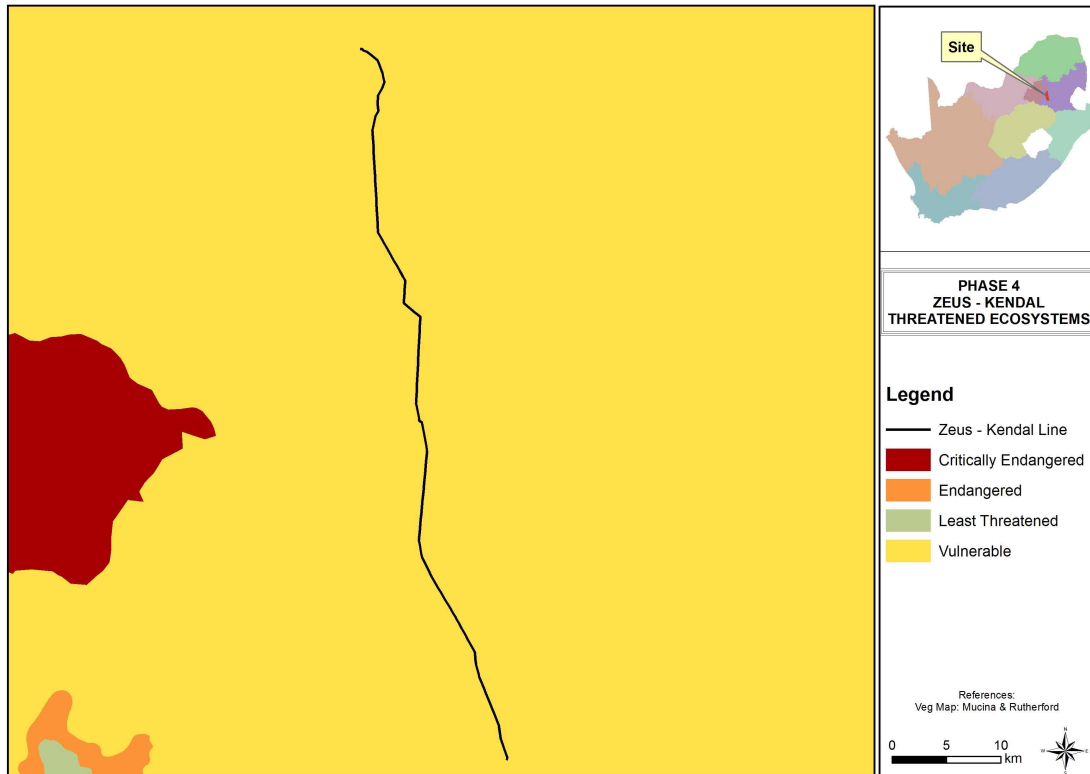 Site
PHASE 4
ZEUS - KENDAL
THREATENED ECOSYSTEMS
Legend
Zeus - Kendal Line
Critically Endangered
Endangered
Least Threatened
Vulnerable
References:
Veg Map: Mucina & Rutherford
0 5 10
km
N
W E
S